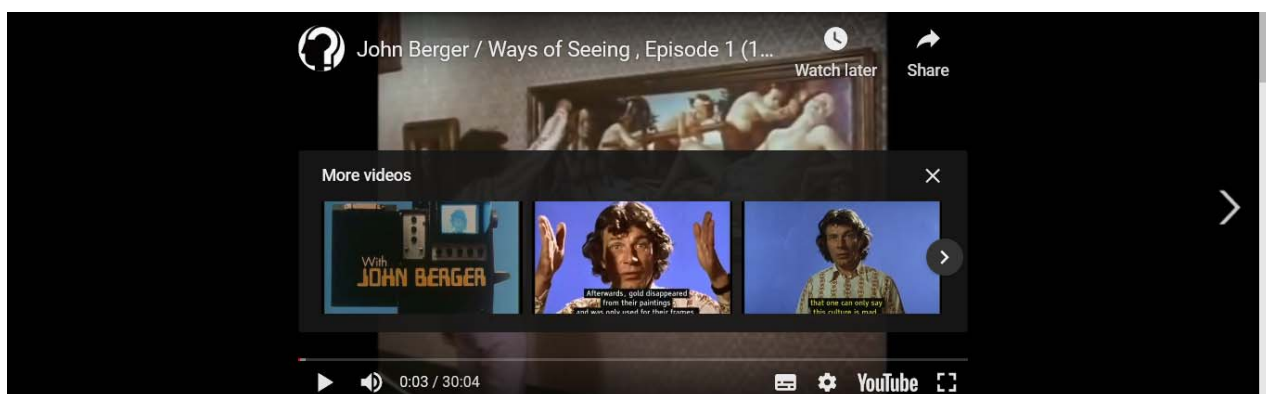 John Berger / Ways of Seeing , Episode 1 (1...
Watch later
Share
More videos
With
JOHN BERGER
Afterwards, gold disappeared
from their paintings
and was only used for their frames
that one can only say
this culture is mad
0:03 / 30:04
YouTube